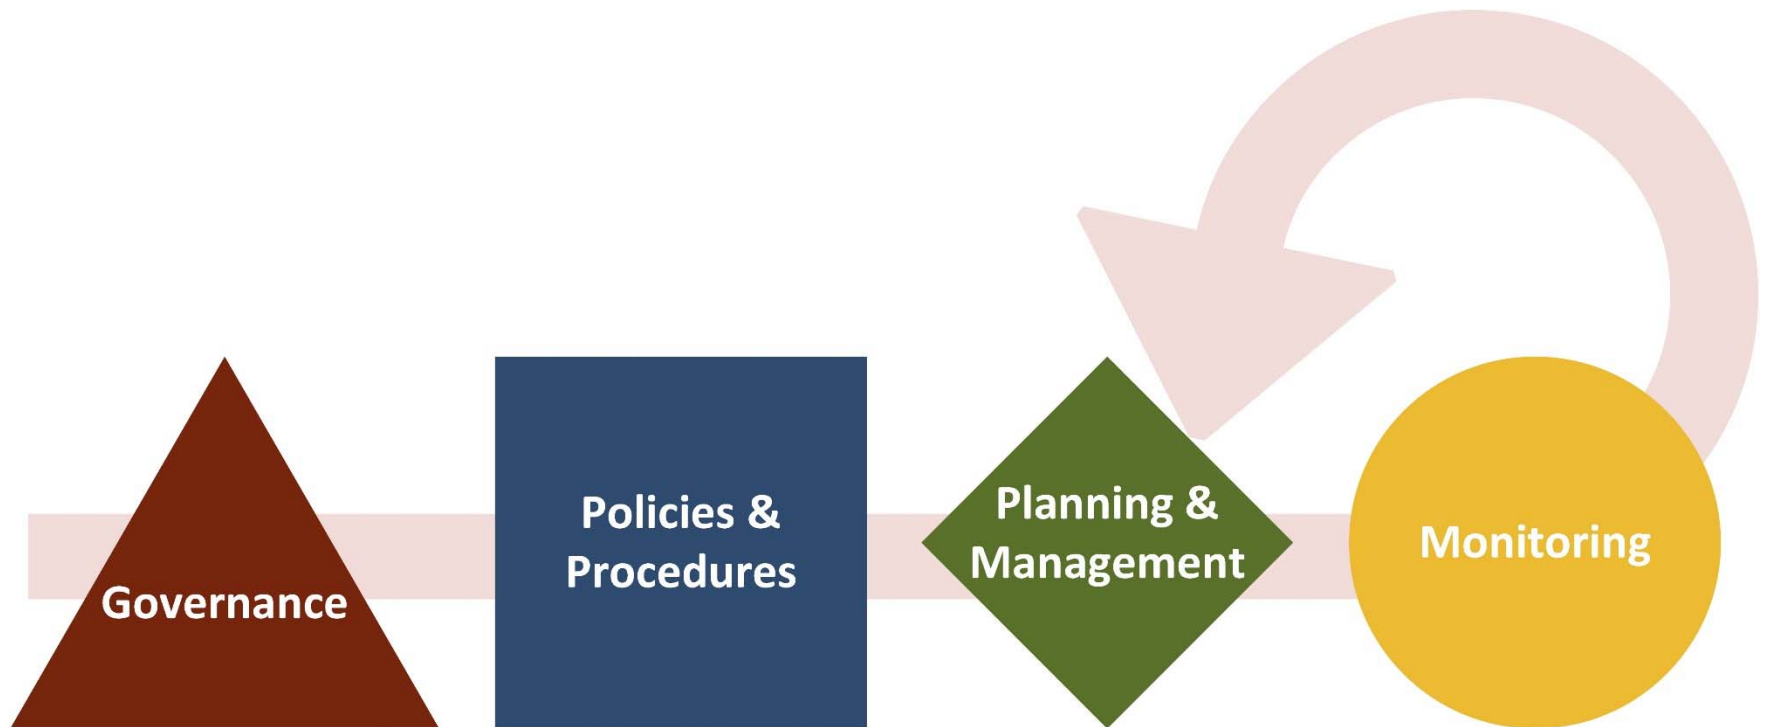 Governance
Policies &
Procedures
Planning &
Management
Monitoring